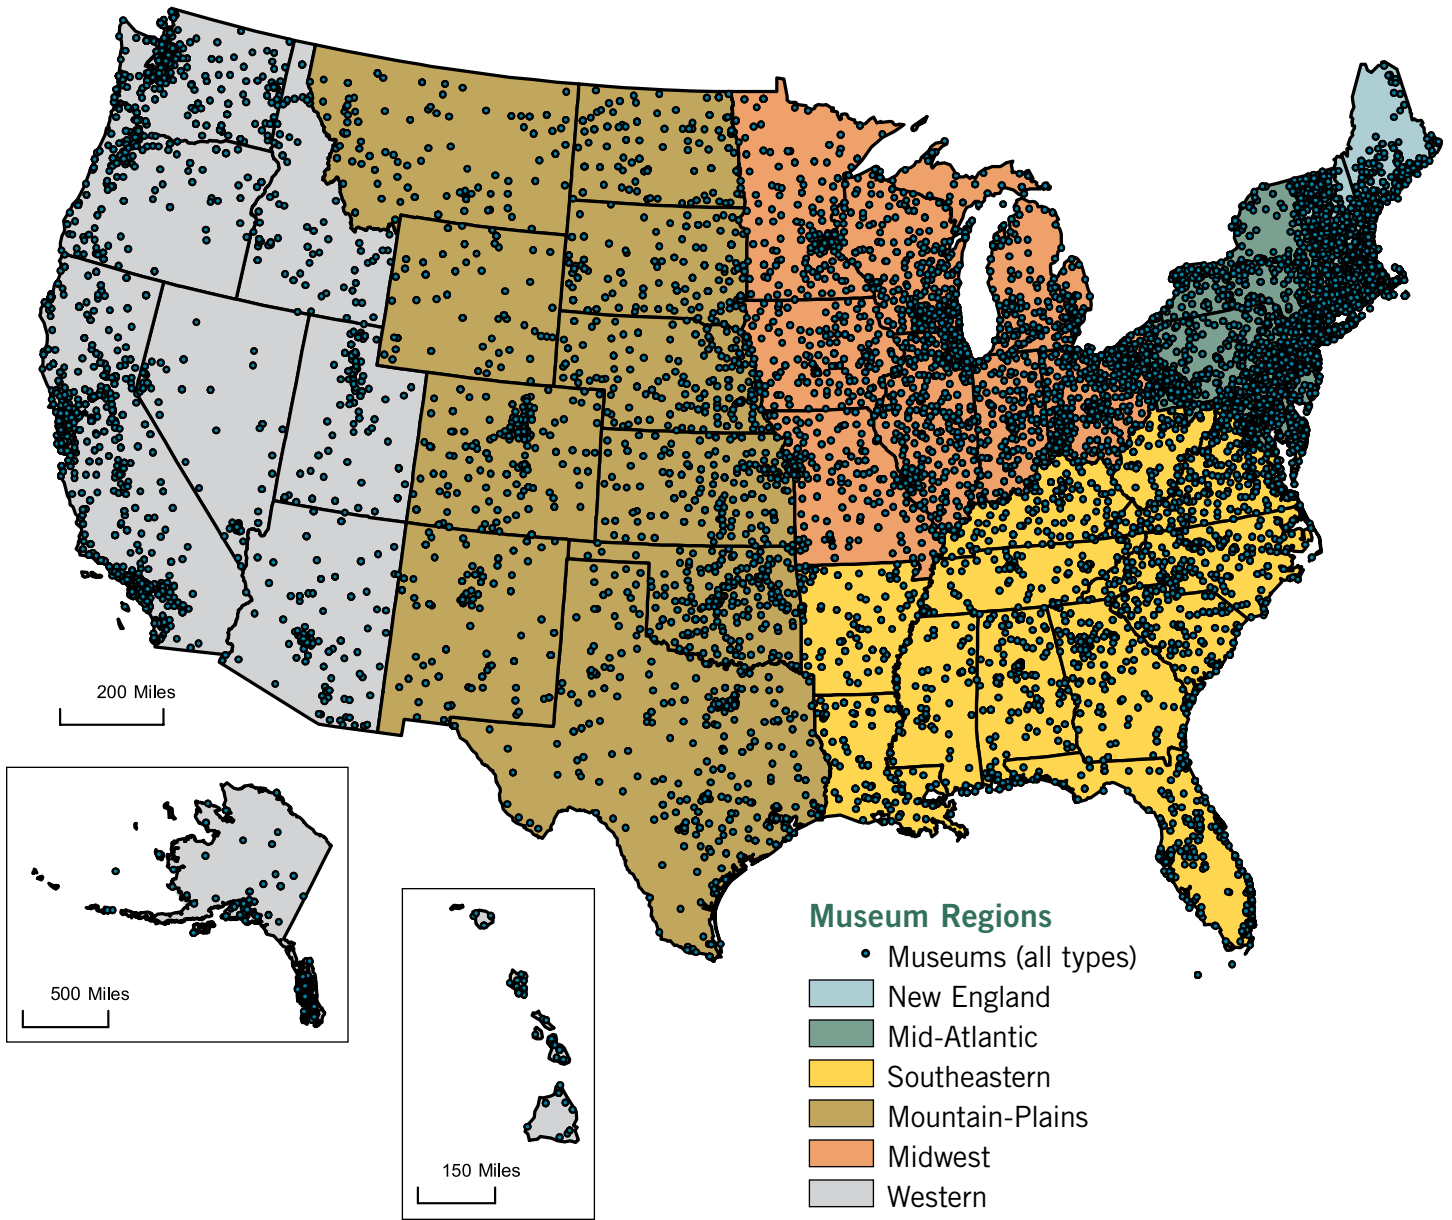 200 Miles
500 Miles
150 Miles
Museum Regions
Museums (all types)
New England
Mid-Atlantic
Southeastern
Mountain-Plains
Midwest
Western